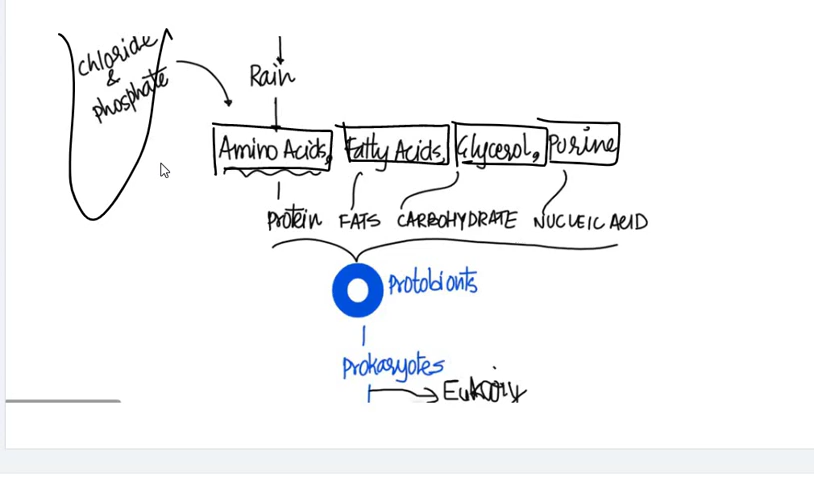 chloride
&
phosphate
Rain
Amino Acids, Fatty Acids, Glycerol, Purine
Protein FATS CARBOHYDRATE NUCLEIC ACID
Protobionts
Prokaryotes